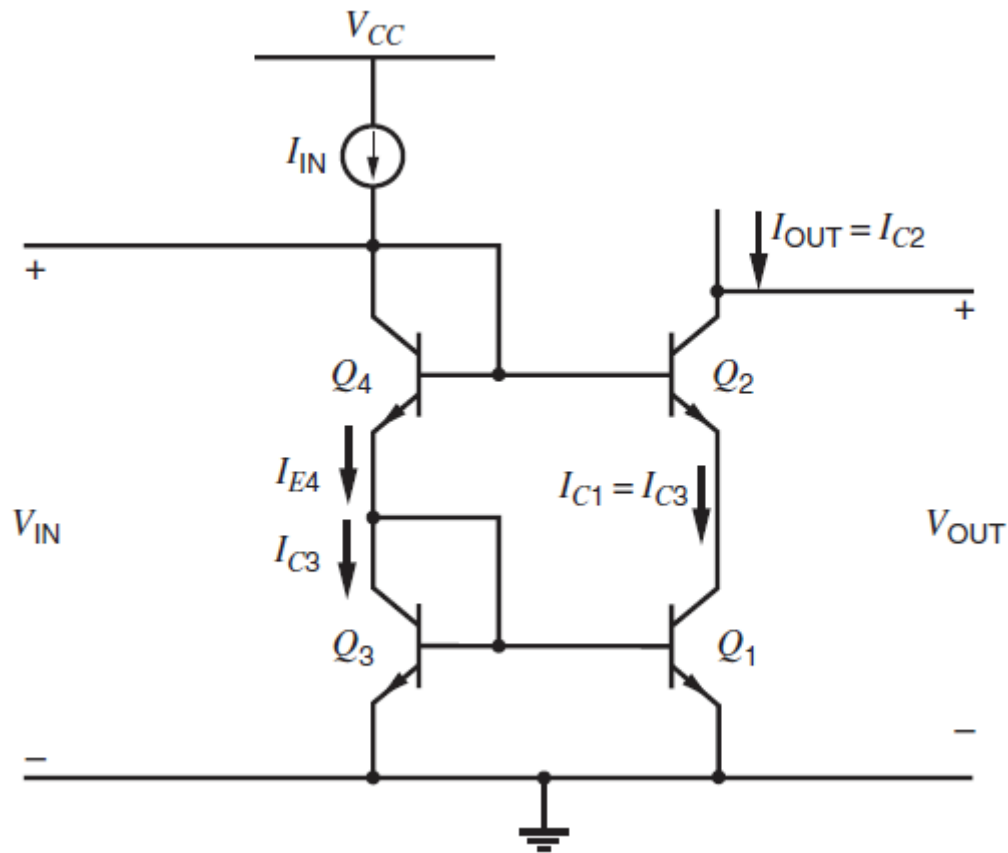 V_CC
I_IN
I_OUT = I_C2
+
+
Q_4
Q_2
I_E4
I_C1 = I_C3
V_IN
V_OUT
I_C3
Q_3
Q_1
−
−